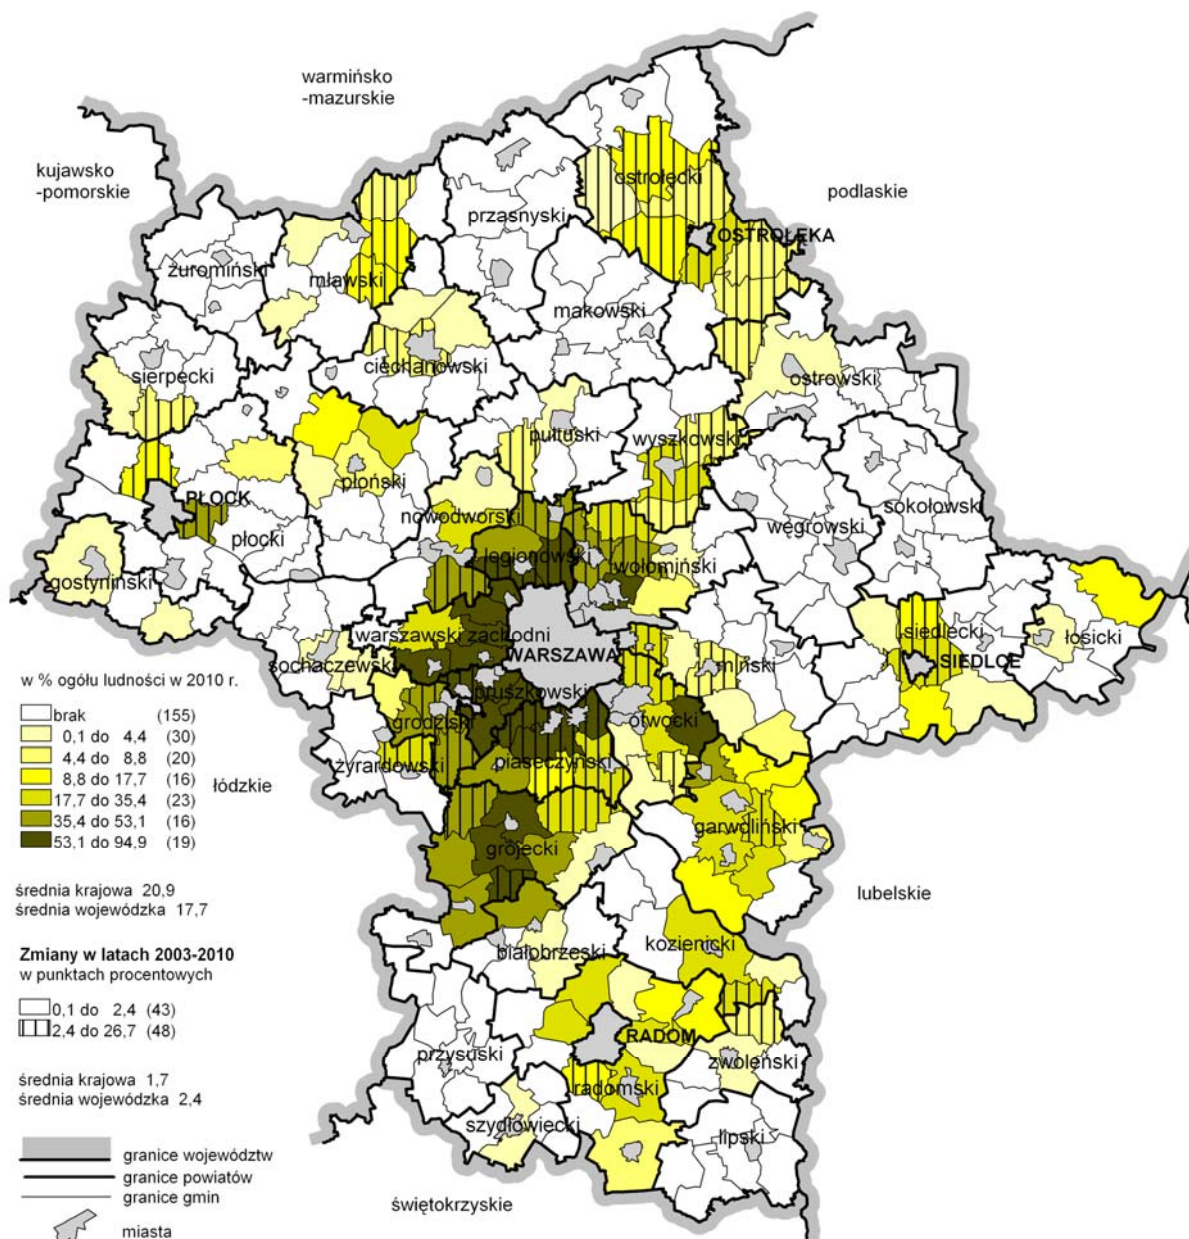 warmińsko
-mazurskie
kujawsko
-pomorskie
podlaskie
ostrołęcki
przasnyski
OSTROŁĘKA
żuromiński
mławski
makowski
ciechanowski
sierpecki
ostrowski
pułtuski
wyszkowski
płoński
PŁOCK
nowodworski
sokołowski
węgrowski
płocki
legionowski
wołomiński
gostyniński
siedlecki
łosicki
warszawski zachodni
WARSZAWA
miński
SIEDLCE
sochaczewski
w % ogółu ludności w 2010 r.
pruszkowski
brak (155)
0,1 do 4,4 (30)
4,4 do 8,8 (20)
8,8 do 17,7 (16)
17,7 do 35,4 (23)
35,4 do 53,1 (16)
53,1 do 94,9 (19)
grodziski
otwocki
żyrardowski
piaseczyński
łódzkie
garwoliński
grójecki
średnia krajowa 20,9
średnia wojewódzka 17,7
lubelskie
kozienicki
białobrzeski
Zmiany w latach 2003-2010
w punktach procentowych
0,1 do 2,4 (43)
2,4 do 26,7 (48)
RADOM
przysuski
zwoleński
średnia krajowa 1,7
średnia wojewódzka 2,4
radomski
szydłowiecki
lipski
granice województw
granice powiatów
granice gmin
miasta
świętokrzyskie